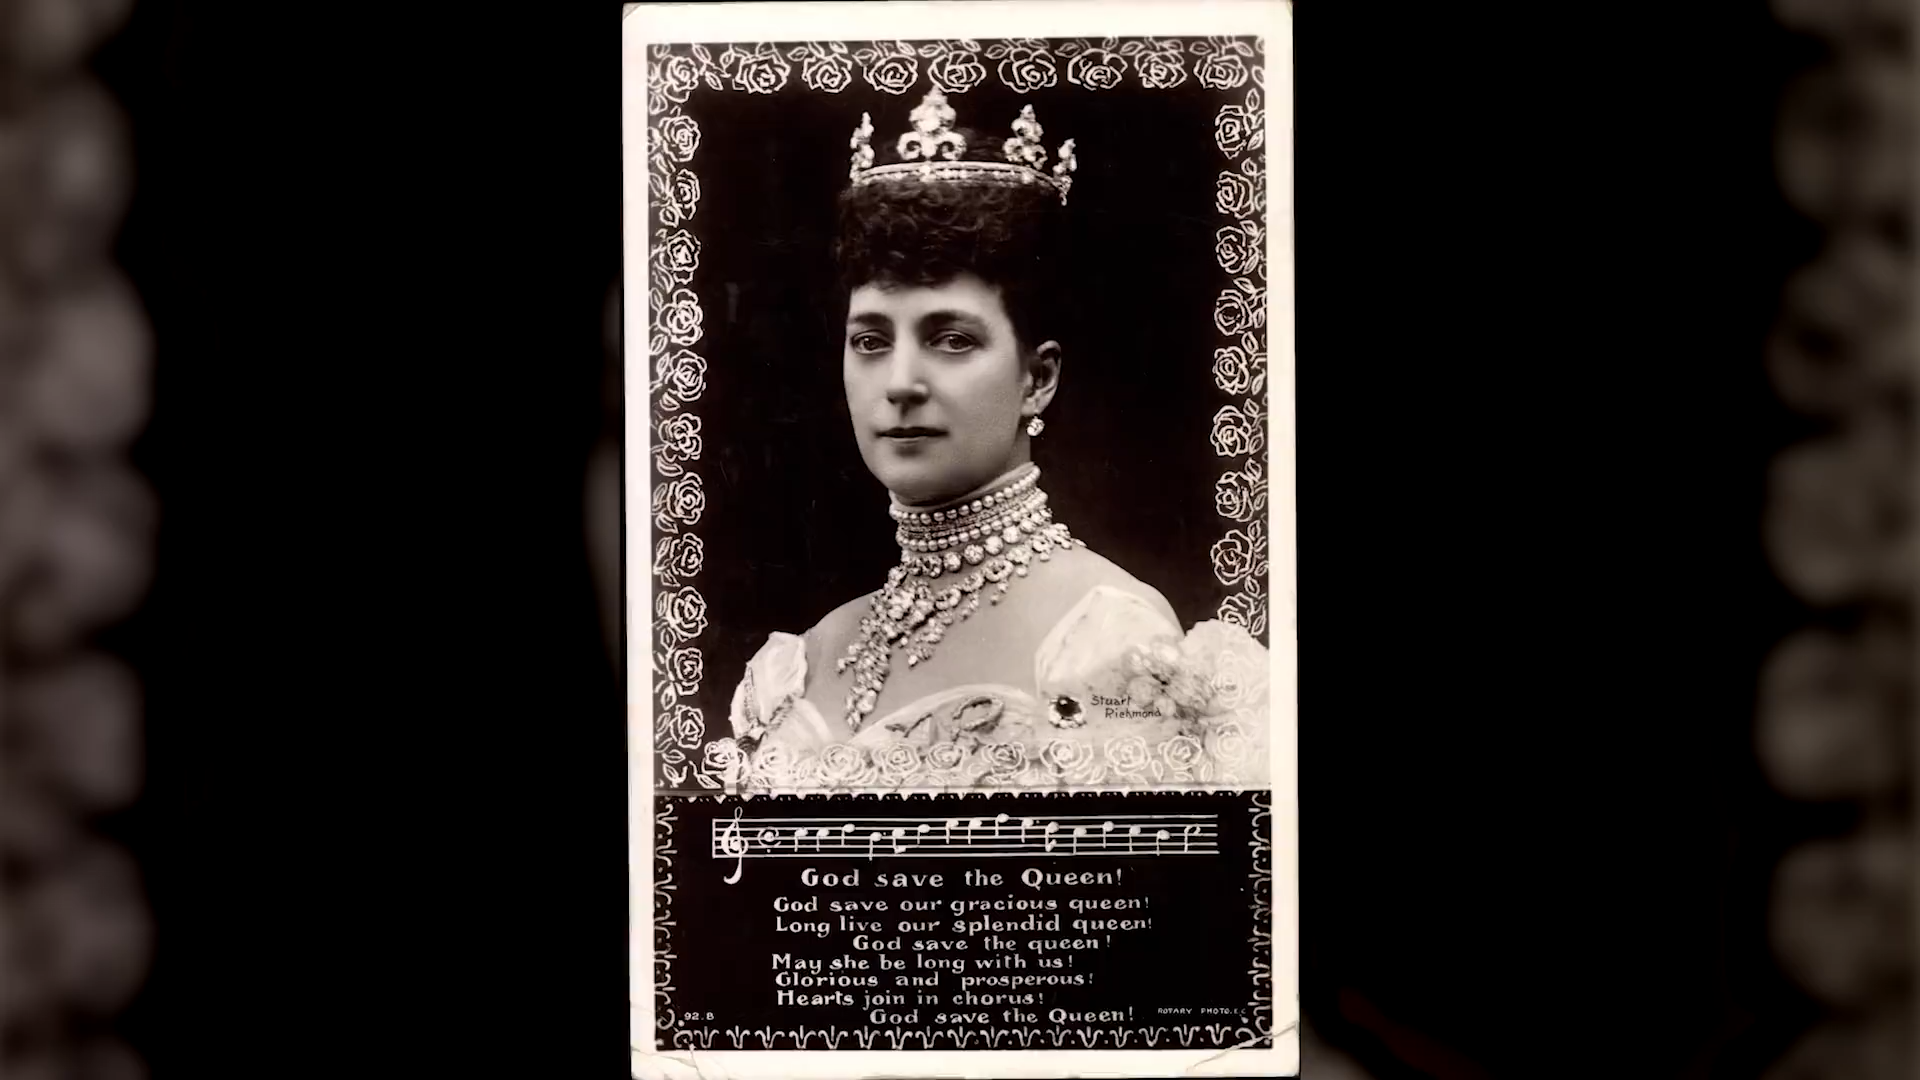 Stuart
Richmond
God save the Queen!
God save our gracious queen!
Long live our splendid queen!
God save the queen!
May she be long with us!
Glorious and prosperous!
Hearts join in chorus!
God save the Queen!
92.B
ROTARY PHOTO. E.C.